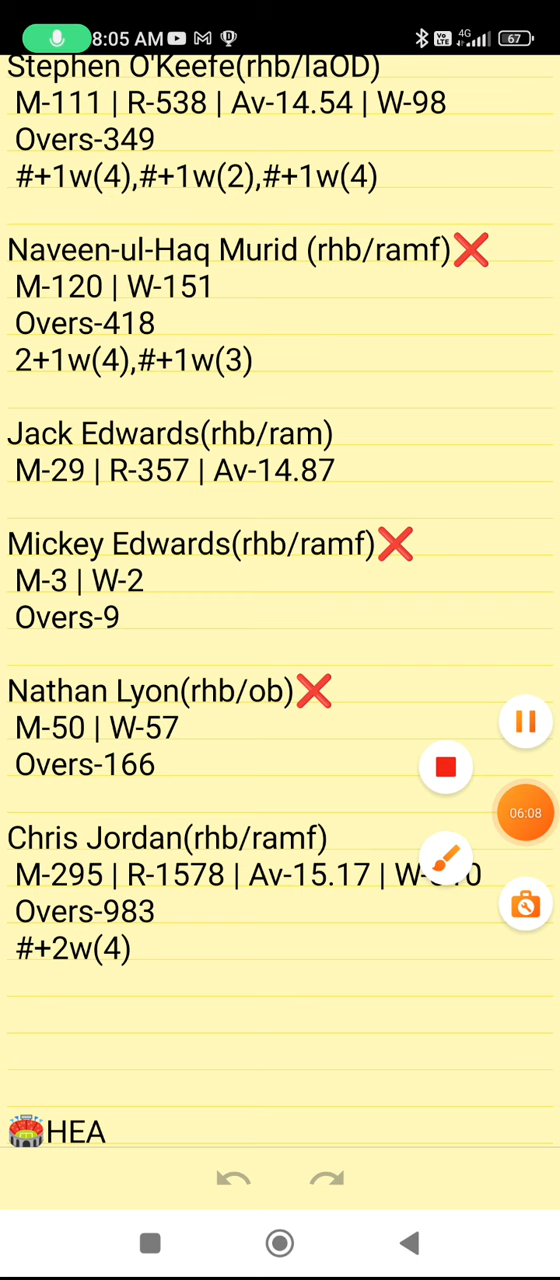 8:05 AM
Vo LTE 4G 67
Stephen O'Keefe(rhb/laOD)
M-111 | R-538 | Av-14.54 | W-98
Overs-349
#+1w(4),#+1w(2),#+1w(4)
Naveen-ul-Haq Murid (rhb/ramf)❌
M-120 | W-151
Overs-418
2+1w(4),#+1w(3)
Jack Edwards(rhb/ram)
M-29 | R-357 | Av-14.87
Mickey Edwards(rhb/ramf)❌
M-3 | W-2
Overs-9
Nathan Lyon(rhb/ob)❌
M-50 | W-57
Overs-166
06:08
Chris Jordan(rhb/ramf)
M-295 | R-1578 | Av-15.17 |
Overs-983
#+2w(4)
🏟️HEA